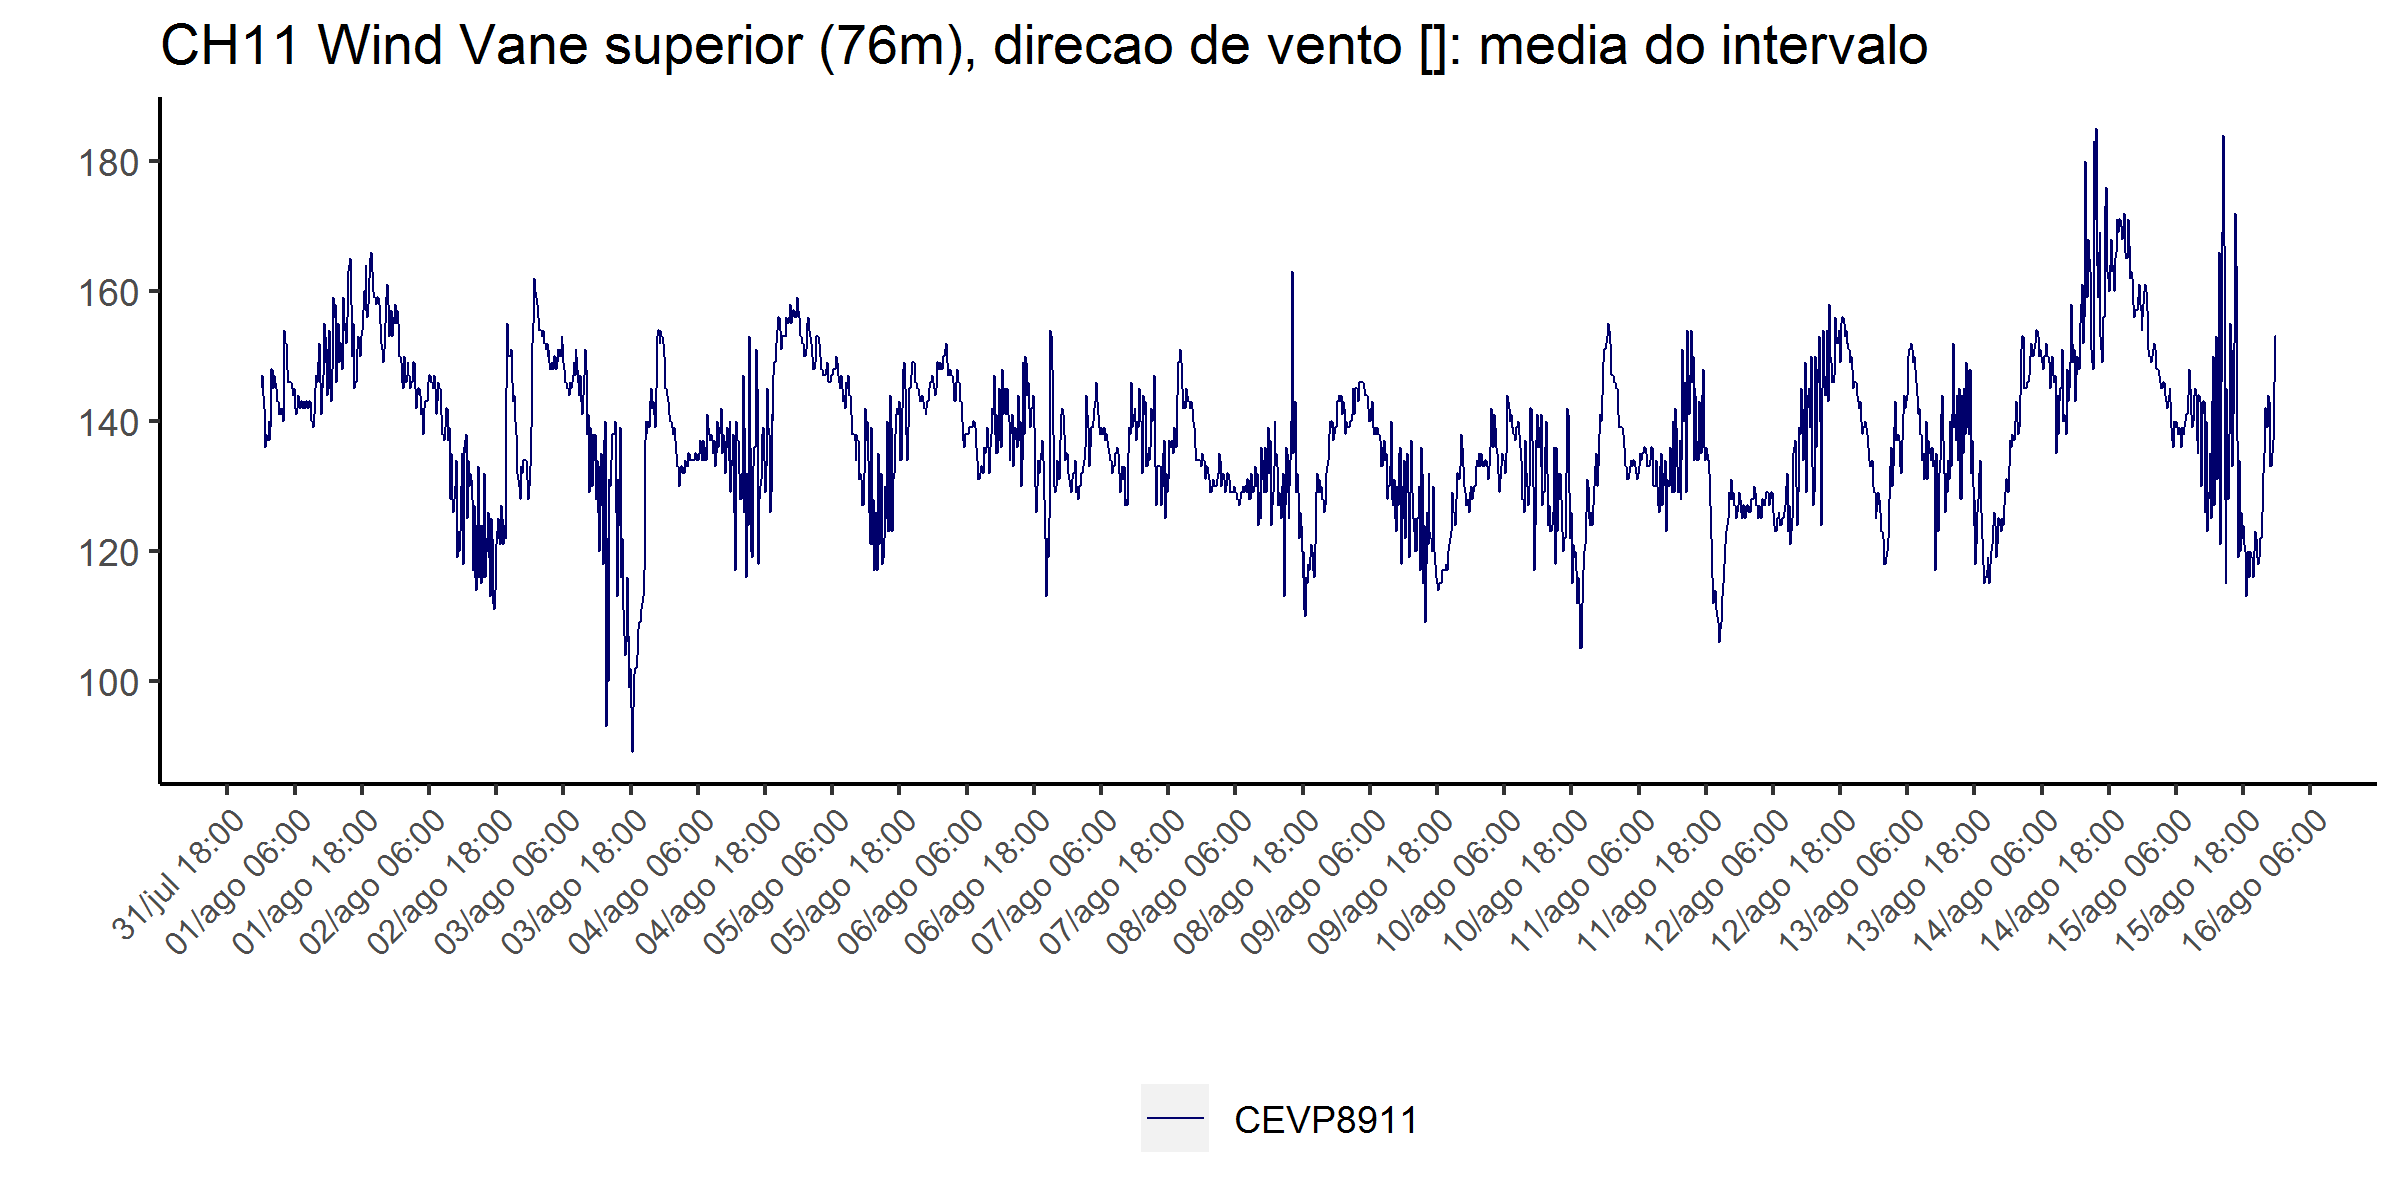 CH11 Wind Vane superior (76m), direcao de vento []: media do intervalo
180
160
140
120
100
31/jul 18:00
01/ago 06:00
01/ago 18:00
02/ago 06:00
02/ago 18:00
03/ago 06:00
03/ago 18:00
04/ago 06:00
04/ago 18:00
05/ago 06:00
05/ago 18:00
06/ago 06:00
06/ago 18:00
07/ago 06:00
07/ago 18:00
08/ago 06:00
08/ago 18:00
09/ago 06:00
09/ago 18:00
10/ago 06:00
10/ago 18:00
11/ago 06:00
11/ago 18:00
12/ago 06:00
12/ago 18:00
13/ago 06:00
13/ago 18:00
14/ago 06:00
14/ago 18:00
15/ago 06:00
15/ago 18:00
16/ago 06:00
CEVP8911